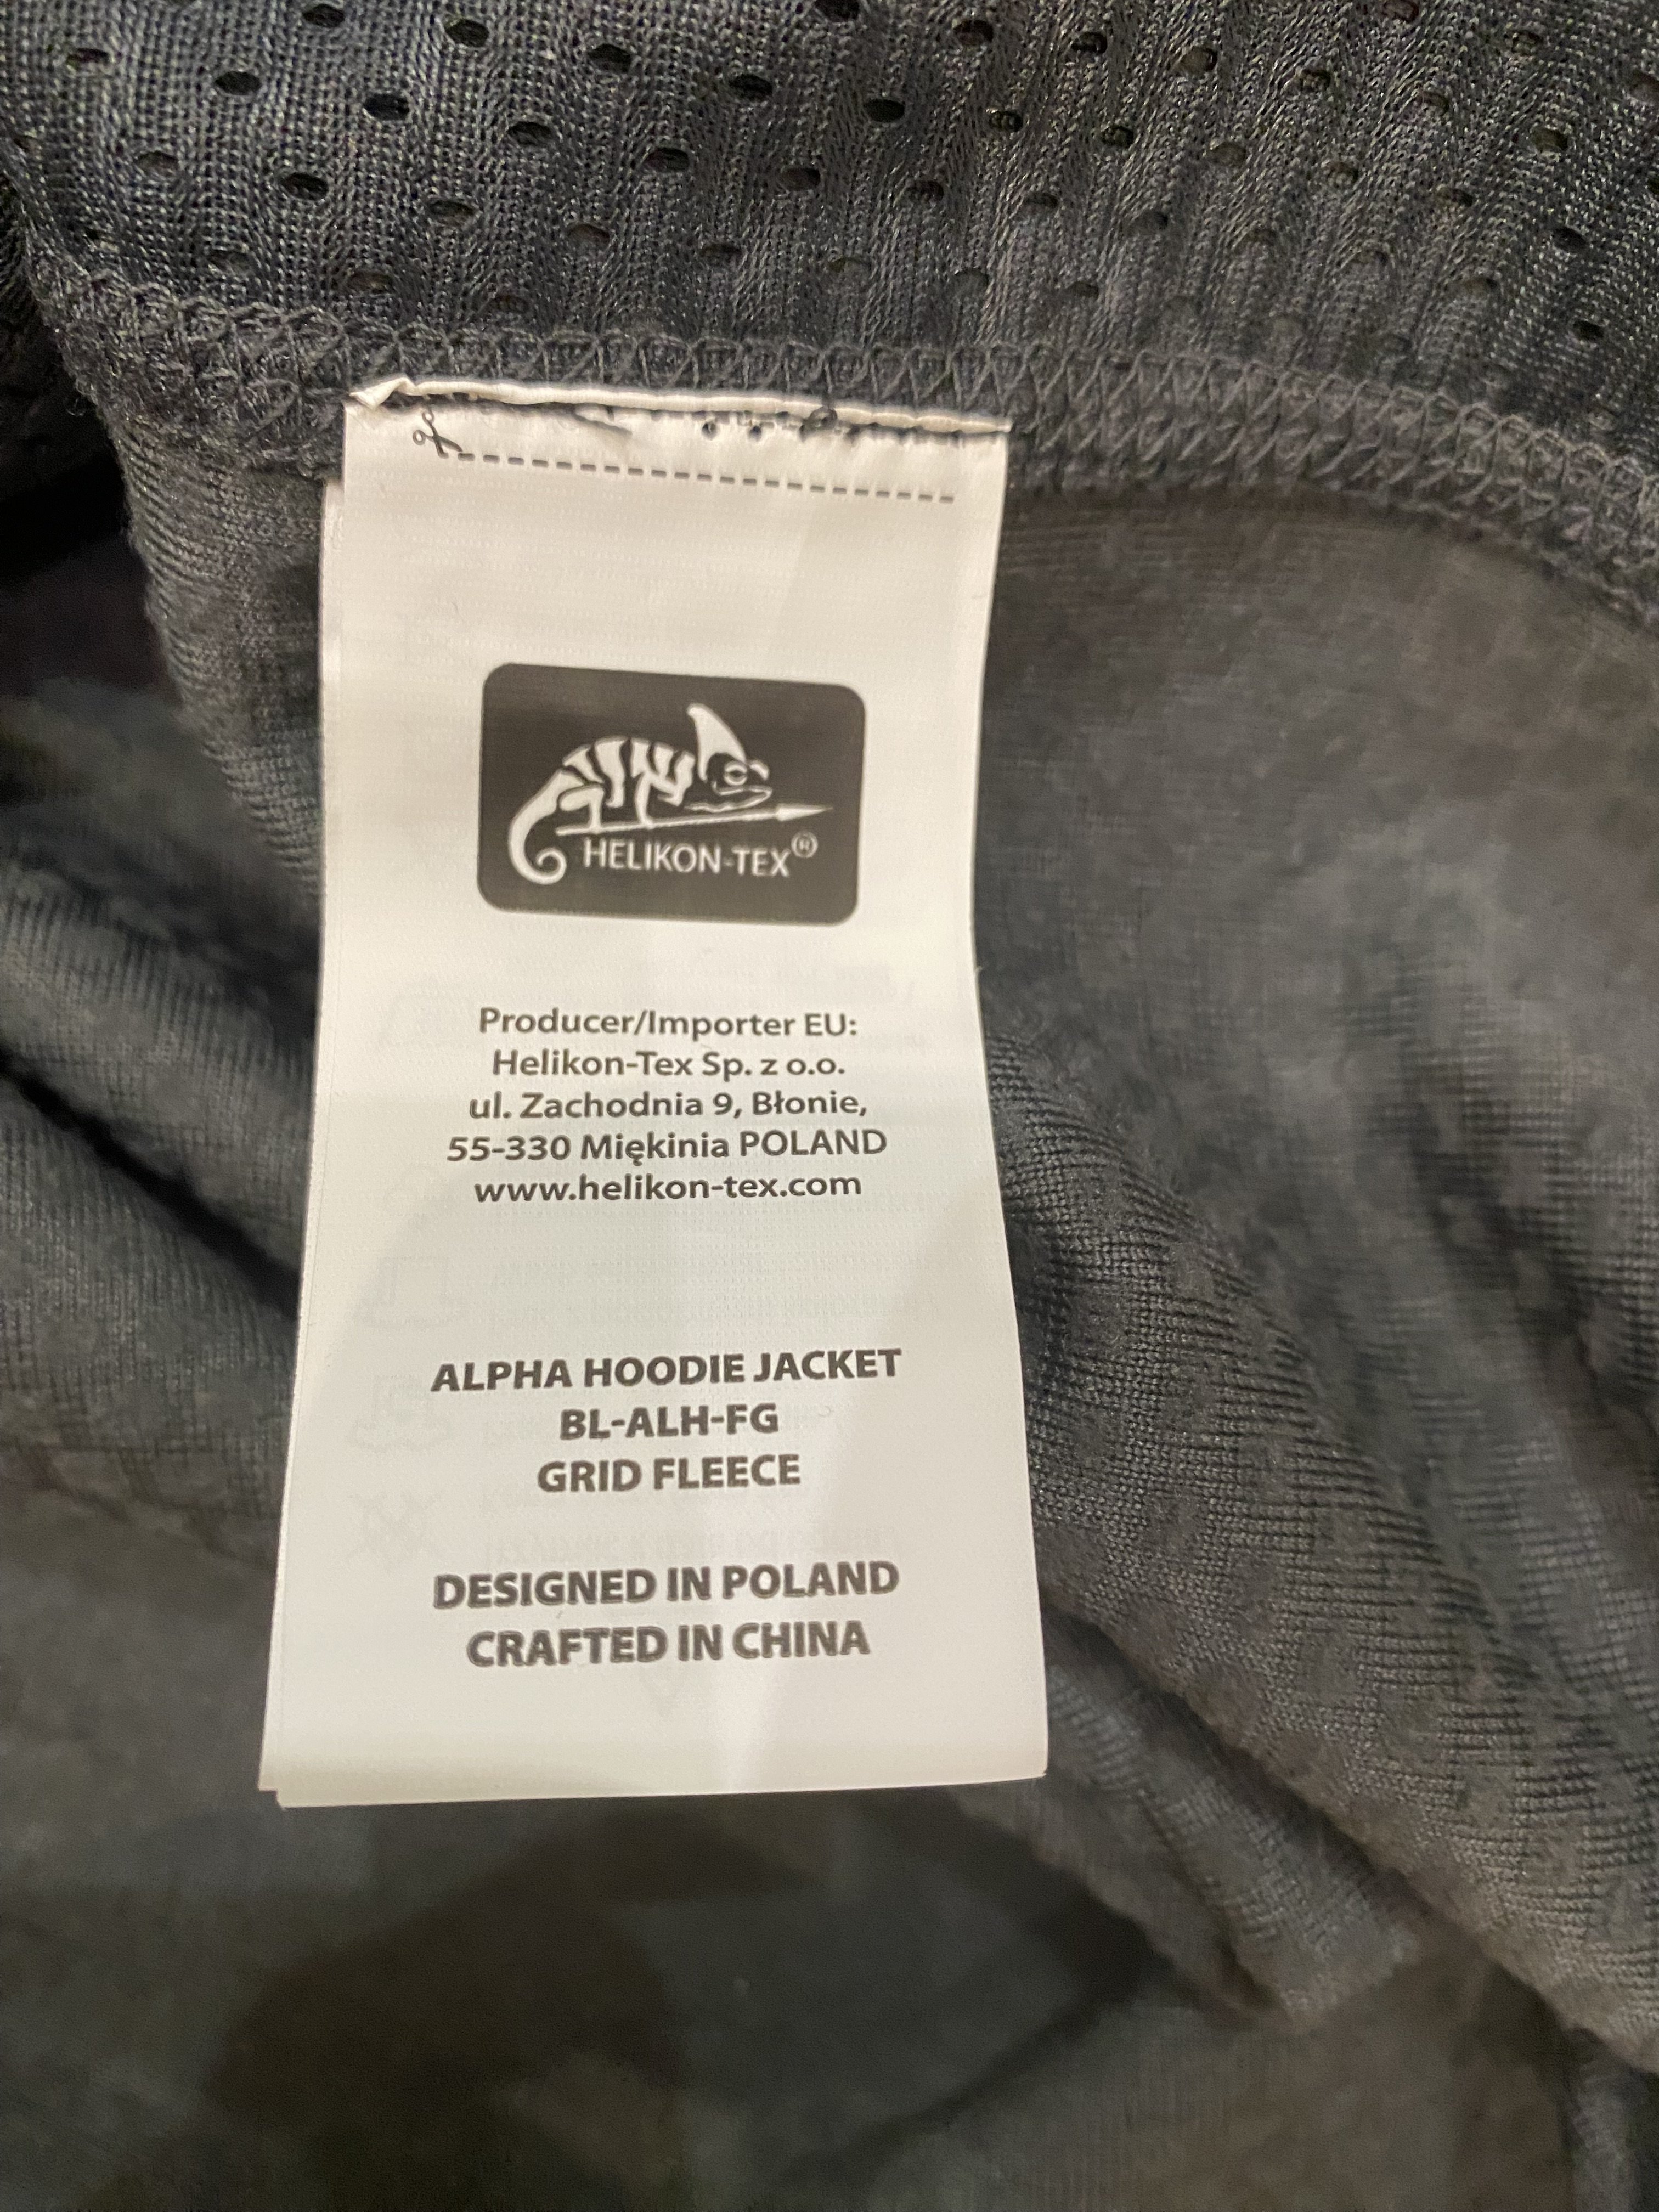 HELIKON-TEX®
Producer/Importer EU:
Helikon-Tex Sp. z o.o.
ul. Zachodnia 9, Błonie,
55-330 Miękinia POLAND
www.helikon-tex.com
ALPHA HOODIE JACKET
BL-ALH-FG
GRID FLEECE
DESIGNED IN POLAND
CRAFTED IN CHINA